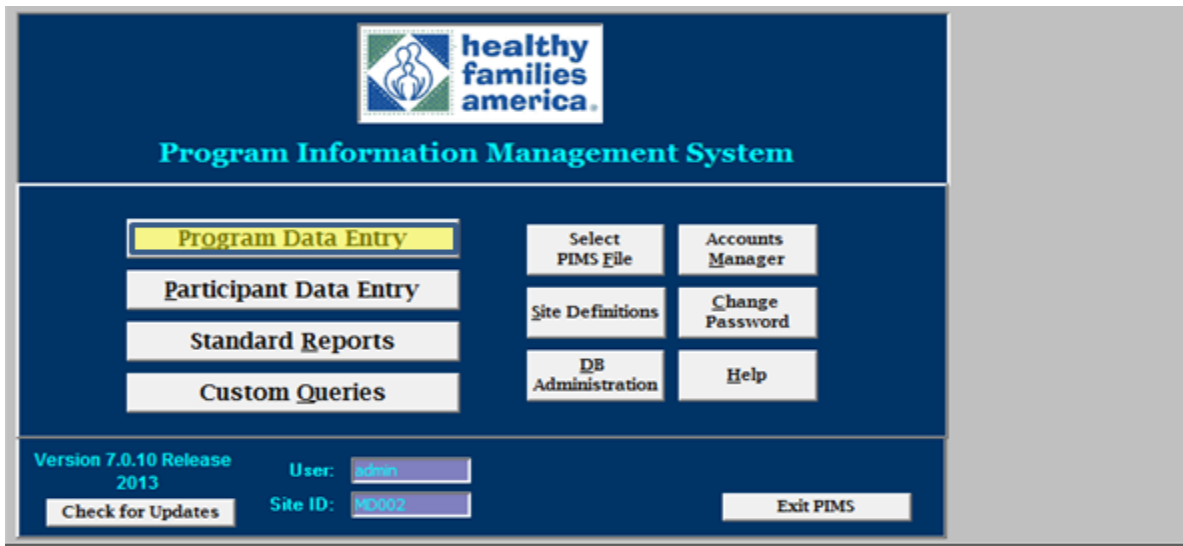 healthy
families
america.
Program Information Management System
Program Data Entry
Participant Data Entry
Standard Reports
Custom Queries
Select
PIMS File
Accounts
Manager
Site Definitions
Change
Password
DB
Administration
Help
Version 7.0.10 Release
2013
Check for Updates
User: admin
Site ID: MD002
Exit PIMS